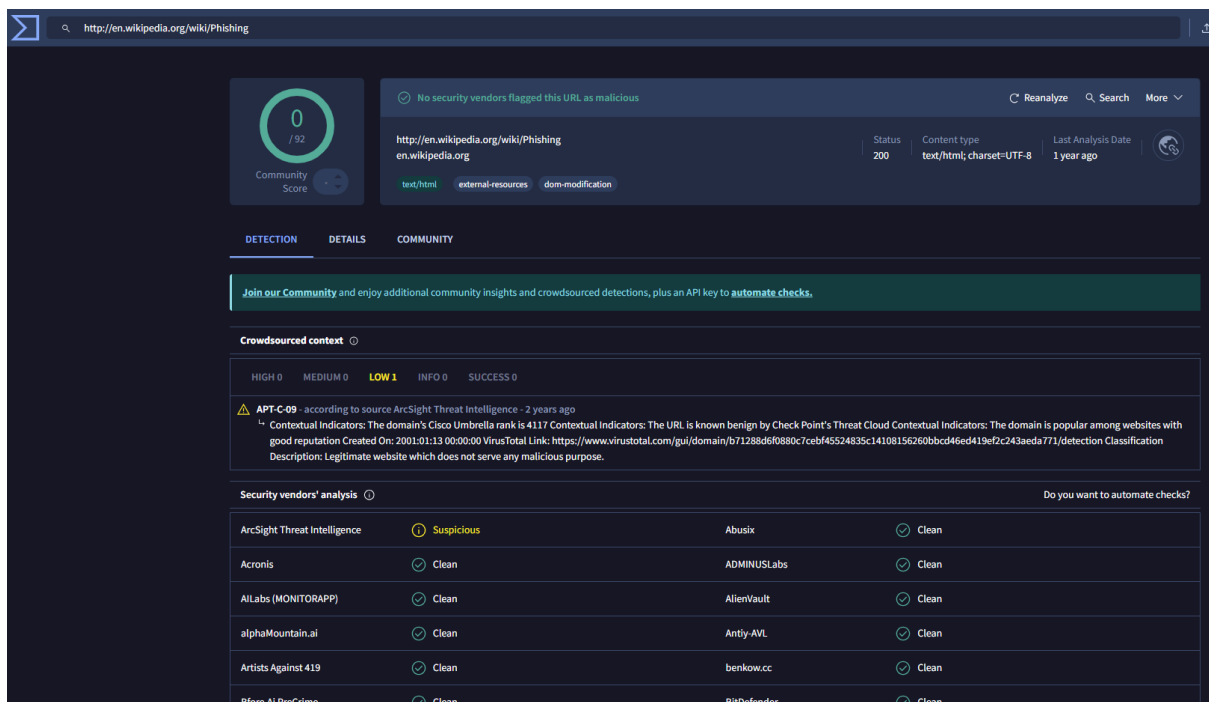 http://en.wikipedia.org/wiki/Phishing
0
/ 92
Community
Score
-
No security vendors flagged this URL as malicious
Reanalyze
Search
More
http://en.wikipedia.org/wiki/Phishing
en.wikipedia.org
text/html
external-resources
dom-modification
Status
200
Content type
text/html; charset=UTF-8
Last Analysis Date
1 year ago
DETECTION DETAILS COMMUNITY
Join our Community and enjoy additional community insights and crowdsourced detections, plus an API key to automate checks.
Crowdsourced context
HIGH 0 MEDIUM 0 LOW 1 INFO 0 SUCCESS 0
APT-C-09 - according to source ArcSight Threat Intelligence - 2 years ago
Contextual Indicators: The domain's Cisco Umbrella rank is 4117 Contextual Indicators: The URL is known benign by Check Point's Threat Cloud Contextual Indicators: The domain is popular among websites with
good reputation Created On: 2001:01:13 00:00:00 VirusTotal Link: https://www.virustotal.com/gui/domain/b71288d6f0880c7cebf45524835c14108156260bbcd46ed419ef2c243aeda771/detection Classification
Description: Legitimate website which does not serve any malicious purpose.
Security vendors' analysis
Do you want to automate checks?
ArcSight Threat Intelligence Suspicious Abusix Clean
Acronis Clean ADMINUSLabs Clean
AILabs (MONITORAPP) Clean AlienVault Clean
alphaMountain.ai Clean Antiy-AVL Clean
Artists Against 419 Clean benkow.cc Clean
Bfore.Ai PreCrime Clean BitDefender Clean